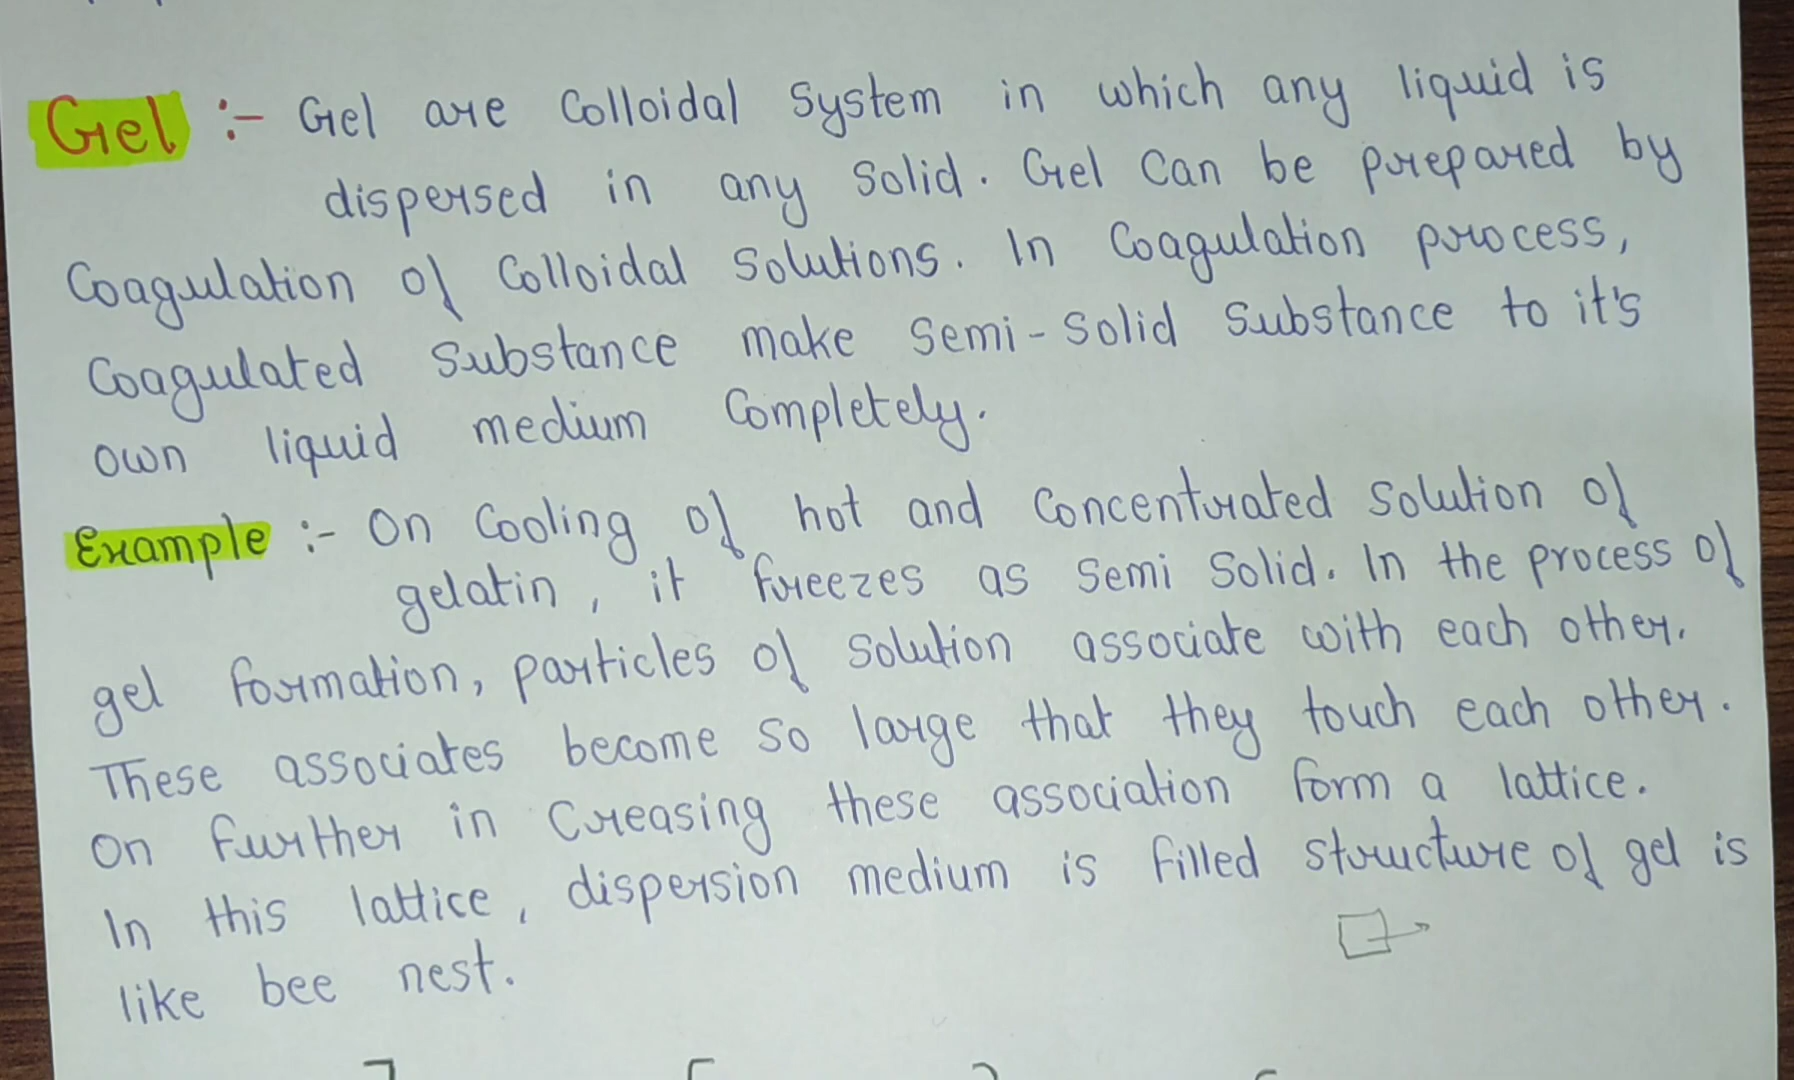 Gel :- Gel are Colloidal System in which any liquid is
dispersed in any Solid. Gel Can be prepared by
Coagulation of Colloidal Solutions. In Coagulation process,
Coagulated Substance make Semi-Solid Substance to it's
own liquid medium Completely.
Example :- On Cooling of hot and Concentrated Solution of
gelatin, it freezes as Semi Solid. In the process of
gel formation, particles of Solution associate with each other.
These associates become so large that they touch each other.
On further in Creasing these association form a lattice.
In this lattice, dispersion medium is filled structure of gel is
like bee nest.